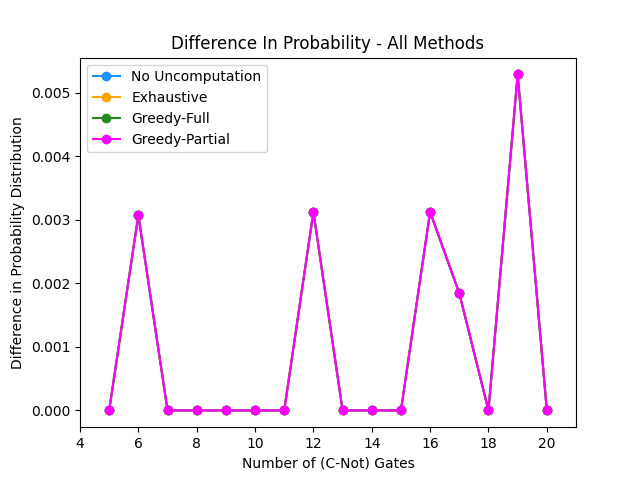 Difference In Probability - All Methods
No Uncomputation
Exhaustive
Greedy-Full
Greedy-Partial
Difference in Probability Distribution
0.005
0.004
0.003
0.002
0.001
0.000
4 6 8 10 12 14 16 18 20
Number of (C-Not) Gates